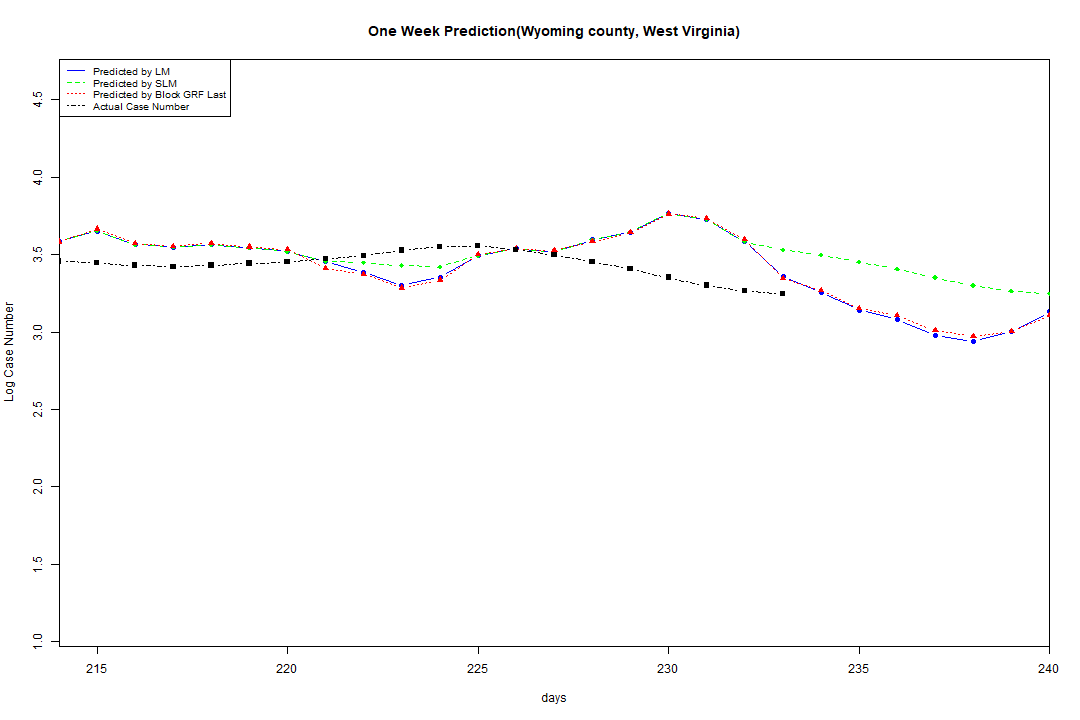 One Week Prediction(Wyoming county, West Virginia)
Predicted by LM
Predicted by SLM
Predicted by Block GRF Last
Actual Case Number
Log Case Number
4.5
4.0
3.5
3.0
2.5
2.0
1.5
1.0
215 220 225 230 235 240
days